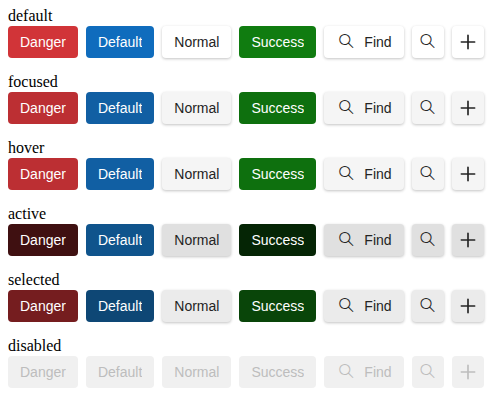 default
Danger Default Normal Success Find
focused
Danger Default Normal Success Find
hover
Danger Default Normal Success Find
active
Danger Default Normal Success Find
selected
Danger Default Normal Success Find
disabled
Danger Default Normal Success Find